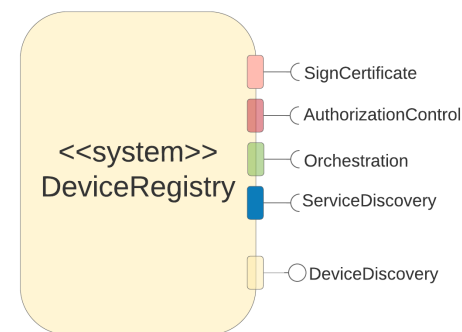 <<system>>
DeviceRegistry
SignCertificate
AuthorizationControl
Orchestration
ServiceDiscovery
DeviceDiscovery